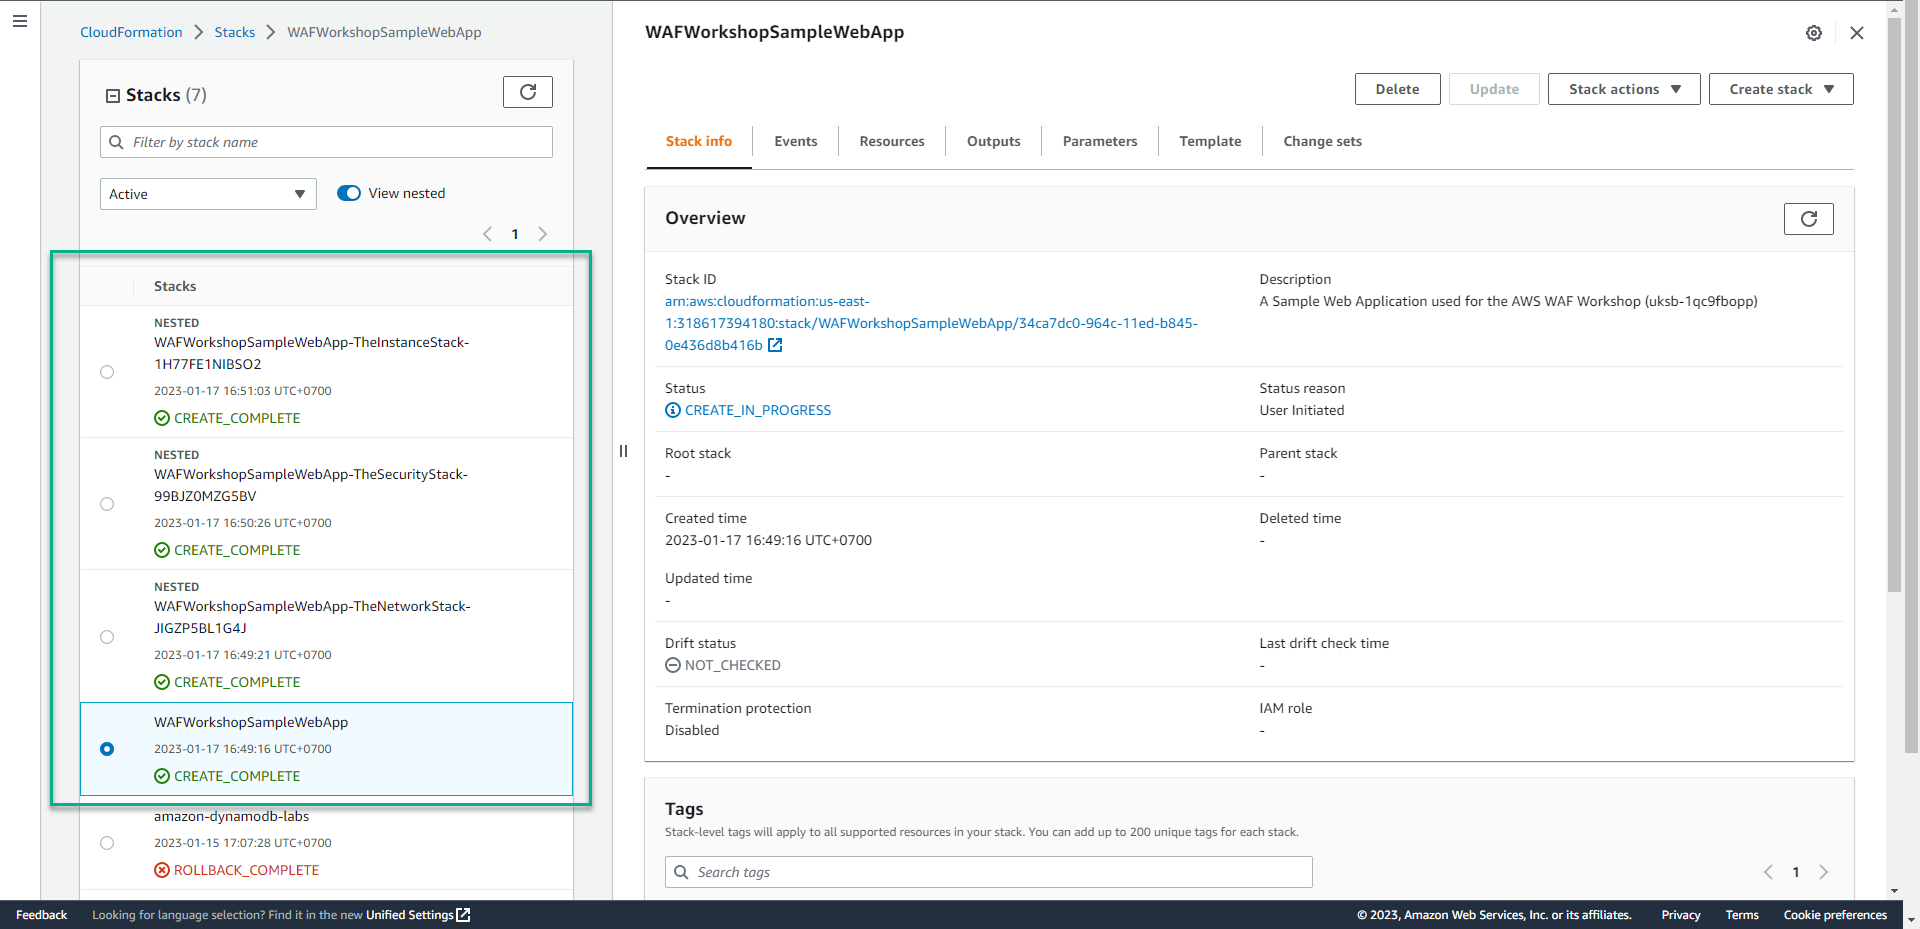 CloudFormation > Stacks > WAFWorkshopSampleWebApp
Stacks (7)
Filter by stack name
Active
View nested
1
Stacks
NESTED
WAFWorkshopSampleWebApp-TheInstanceStack-
1H77FE1NIBSO2
2023-01-17 16:51:03 UTC+0700
CREATE_COMPLETE
NESTED
WAFWorkshopSampleWebApp-TheSecurityStack-
99BJZ0MZG5BV
2023-01-17 16:50:26 UTC+0700
CREATE_COMPLETE
NESTED
WAFWorkshopSampleWebApp-TheNetworkStack-
JIGZP5BL1G4J
2023-01-17 16:49:21 UTC+0700
CREATE_COMPLETE
WAFWorkshopSampleWebApp
2023-01-17 16:49:16 UTC+0700
CREATE_COMPLETE
amazon-dynamodb-labs
2023-01-15 17:07:28 UTC+0700
ROLLBACK_COMPLETE
WAFWorkshopSampleWebApp
Delete Update Stack actions Create stack
Stack info Events Resources Outputs Parameters Template Change sets
Overview
Stack ID
arn:aws:cloudformation:us-east-
1:318617394180:stack/WAFWorkshopSampleWebApp/34ca7dc0-964c-11ed-b845-
0e436d8b416b
Description
A Sample Web Application used for the AWS WAF Workshop (uksb-1qc9fbopp)
Status
CREATE_IN_PROGRESS
Status reason
User Initiated
Root stack
-
Parent stack
-
Created time
2023-01-17 16:49:16 UTC+0700
Deleted time
-
Updated time
-
Drift status
NOT_CHECKED
Last drift check time
-
Termination protection
Disabled
IAM role
-
Tags
Stack-level tags will apply to all supported resources in your stack. You can add up to 200 unique tags for each stack.
Search tags
1
Feedback Looking for language selection? Find it in the new Unified Settings © 2023, Amazon Web Services, Inc. or its affiliates. Privacy Terms Cookie preferences